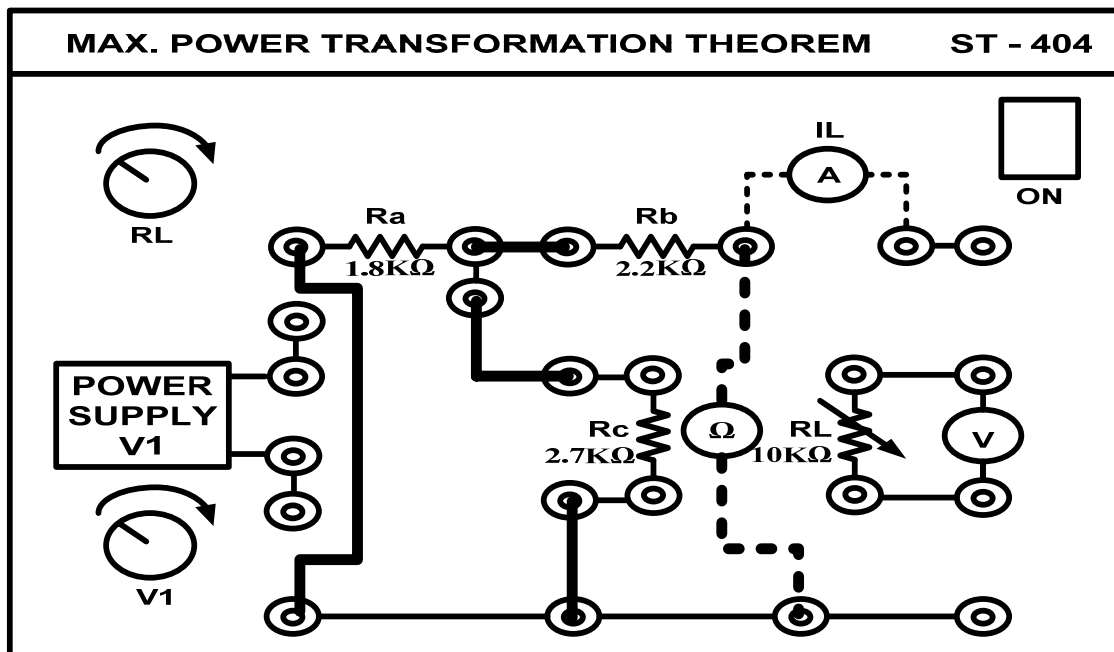 MAX. POWER TRANSFORMATION THEOREM ST - 404
IL
A
ON
RL
Ra
1.8KΩ
Rb
2.2KΩ
POWER
SUPPLY
V1
Rc
2.7KΩ
Ω
RL
10KΩ
V
V1